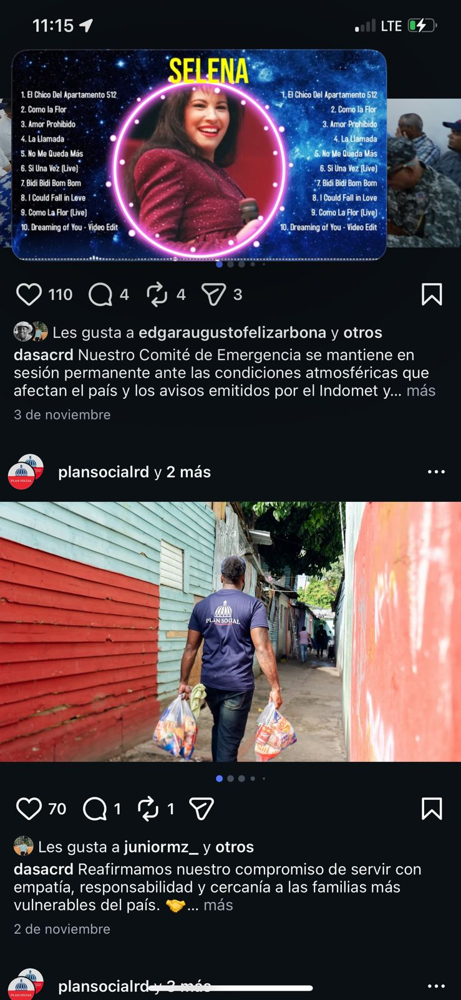 11:15
LTE
SELENA
1. El Chico Del Apartamento 512
2. Como la Flor
3. Amor Prohibido
4. La Llamada
5. No Me Queda Más
6. Si Una Vez (Live)
7. Bidi Bidi Bom Bom
8. I Could Fall in Love
9. Como La Flor (Live)
10. Dreaming of You - Video Edit
1. El Chico Del Apartamento 512
2. Como la Flor
3. Amor Prohibido
4. La Llamada
5. No Me Queda Más
6. Si Una Vez (Live)
7. Bidi Bidi Bom Bom
8. I Could Fall in Love
9. Como La Flor (Live)
10. Dreaming of You - Video Edit
110 4 4 3
Les gusta a edgaraugustofelizarbona y otros
dasacrd Nuestro Comité de Emergencia se mantiene en
sesión permanente ante las condiciones atmosféricas que
afectan el país y los avisos emitidos por el Indomet y... más
3 de noviembre
PLAN SOCIAL
plansocialrd y 2 más
PLAN SOCIAL
70 1 1
Les gusta a juniormz_ y otros
dasacrd Reafirmamos nuestro compromiso de servir con
empatía, responsabilidad y cercanía a las familias más
vulnerables del país. 🤝... más
2 de noviembre
PLAN SOCIAL
plansocialrd y 3 más